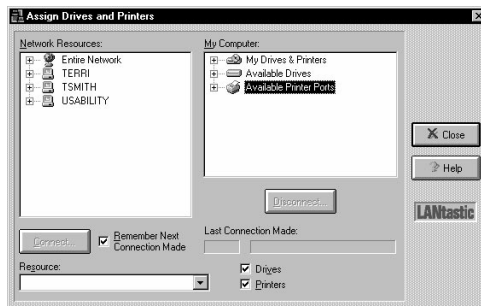 Assign Drives and Printers
Network Resources:
Entire Network
TERRI
TSMITH
USABILITY
My Computer:
My Drives & Printers
Available Drives
Available Printer Ports
Close
Help
Disconnect...
LANtastic
Connect...
Remember Next
Connection Made
Last Connection Made:
Resource:
Drives
Printers